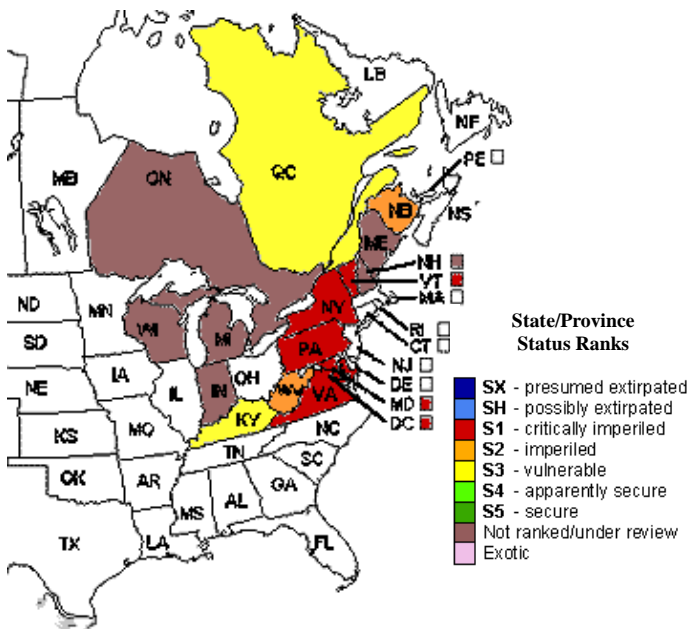 LB
NF
QC
PE
MB
ON
NB
NS
ME
NH
VT
MA
ND
MN
NY
RI
WI
SD
MI
CT
PA
NJ
IA
NE
OH
DE
IL
IN
WV
MD
VA
DC
KY
KS
MO
NC
TN
OK
AR
SC
GA
MS
AL
TX
LA
FL
State/Province
Status Ranks
SX - presumed extirpated
SH - possibly extirpated
S1 - critically imperiled
S2 - imperiled
S3 - vulnerable
S4 - apparently secure
S5 - secure
Not ranked/under review
Exotic